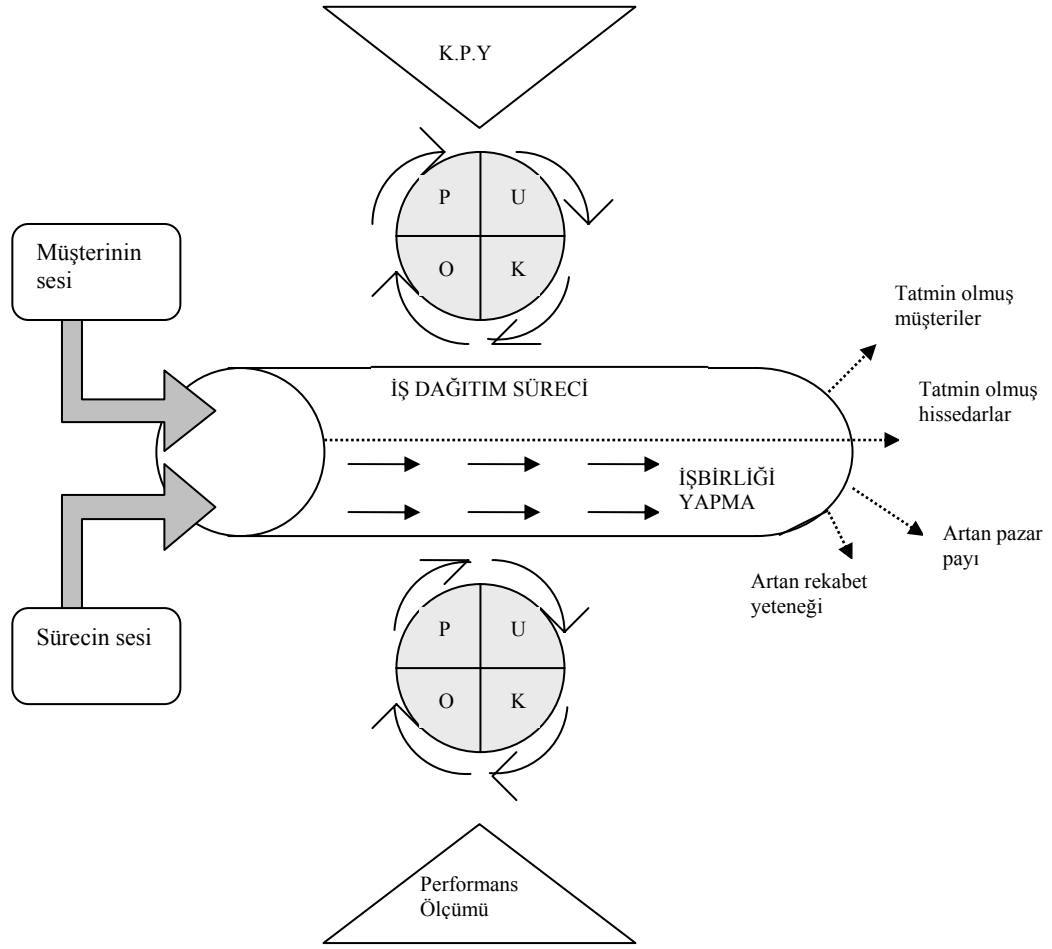 K.P.Y
P U
O K
Müşterinin
sesi
Tatmin olmuş
müşteriler
İŞ DAĞITIM SÜRECİ
Tatmin olmuş
hissedarlar
İŞBİRLİĞİ
YAPMA
Artan pazar
payı
Artan rekabet
yeteneği
Sürecin sesi
P U
O K
Performans
Ölçümü